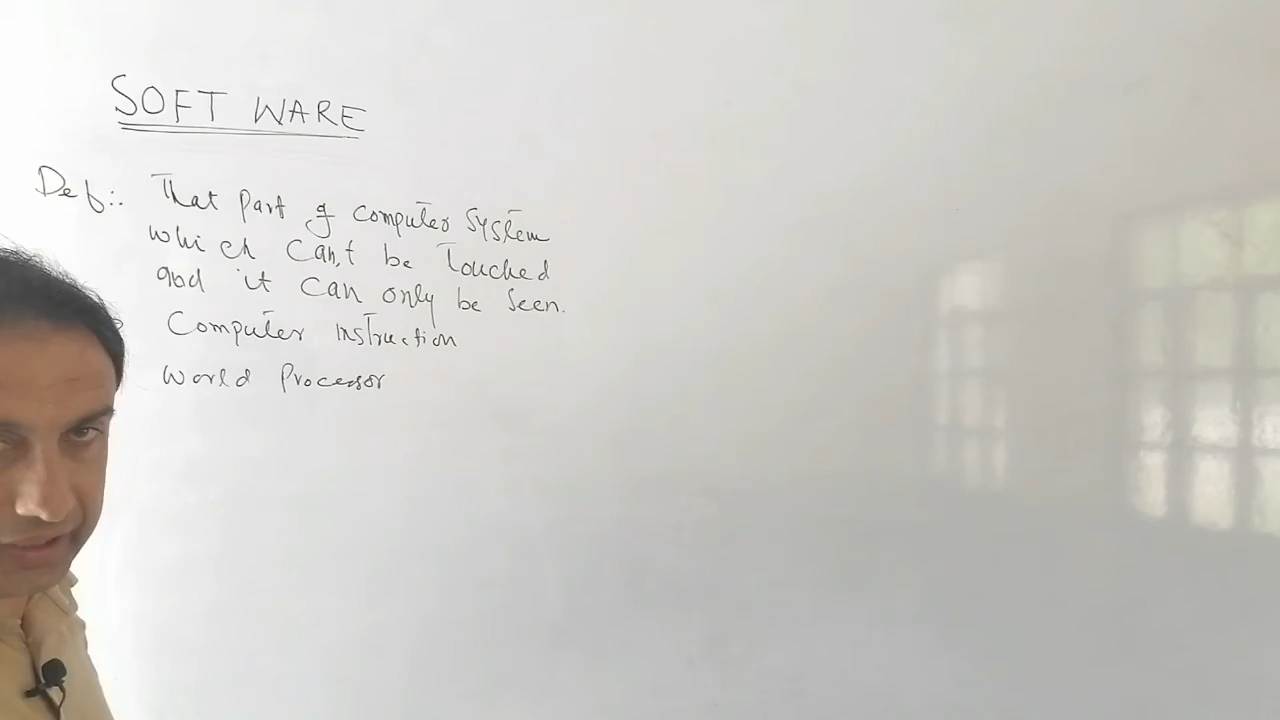 SOFT WARE
Def:. That part of computer System
which Can,t be Touched
and it Can only be Seen.
Computer instruction
World Processor